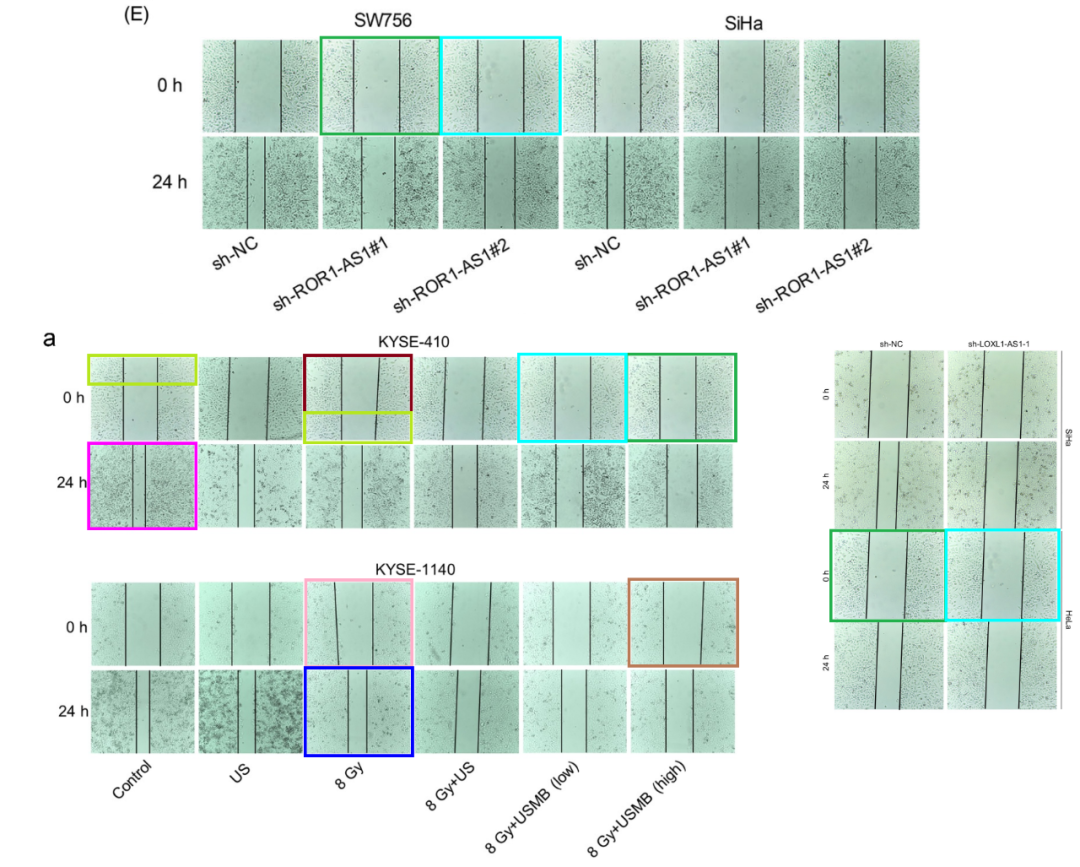 (E)
SW756
SiHa
0 h
24 h
sh-NC
sh-ROR1-AS1#1
sh-ROR1-AS1#2
sh-NC
sh-ROR1-AS1#1
sh-ROR1-AS1#2
a
KYSE-410
0 h
24 h
KYSE-1140
0 h
24 h
Control
US
8 Gy
8 Gy+US
8 Gy+USMB (low)
8 Gy+USMB (high)
sh-NC
sh-LOXL1-AS1-1
0 h
24 h
SiHa
0 h
24 h
HeLa